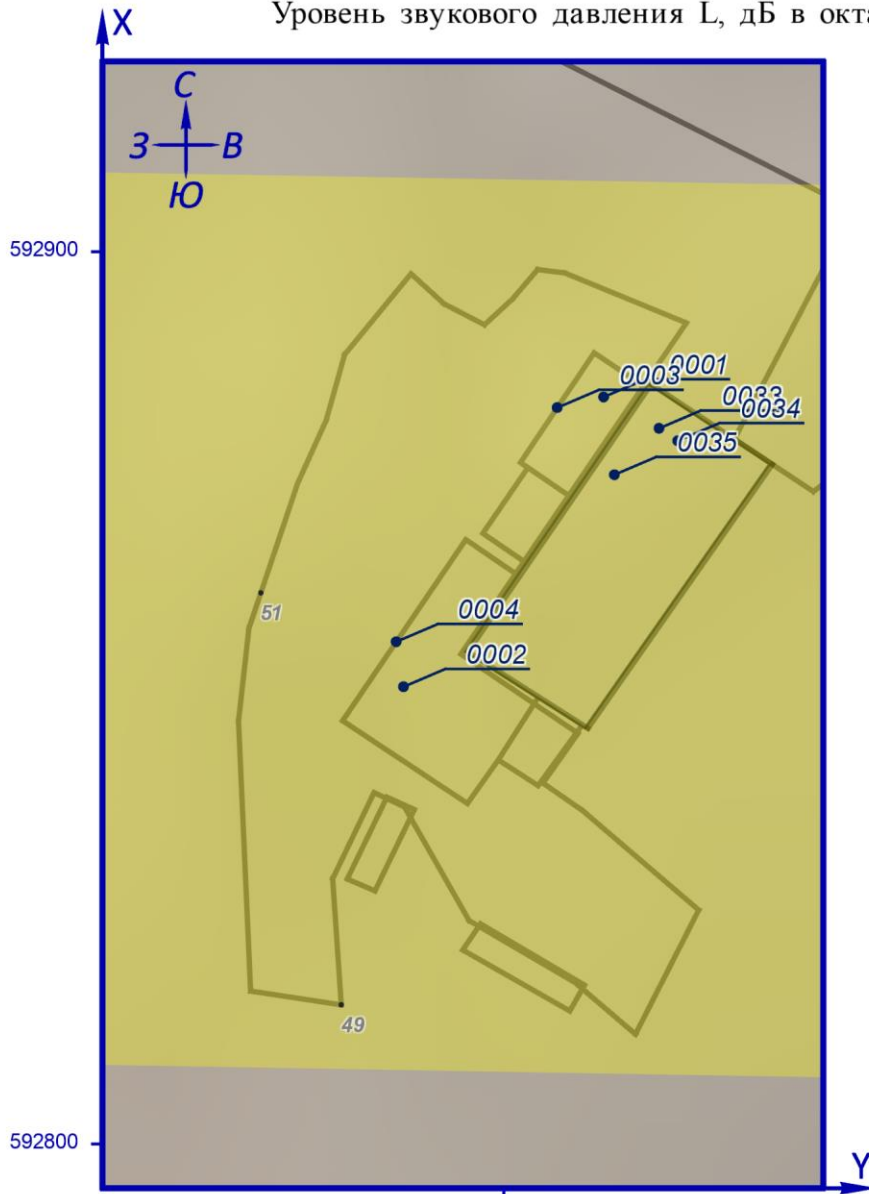 Уровень звукового давления L, дБ в окта
X
С
З В
Ю
592900
0001
0003
0033
0034
0035
51
0004
0002
49
592800
Y